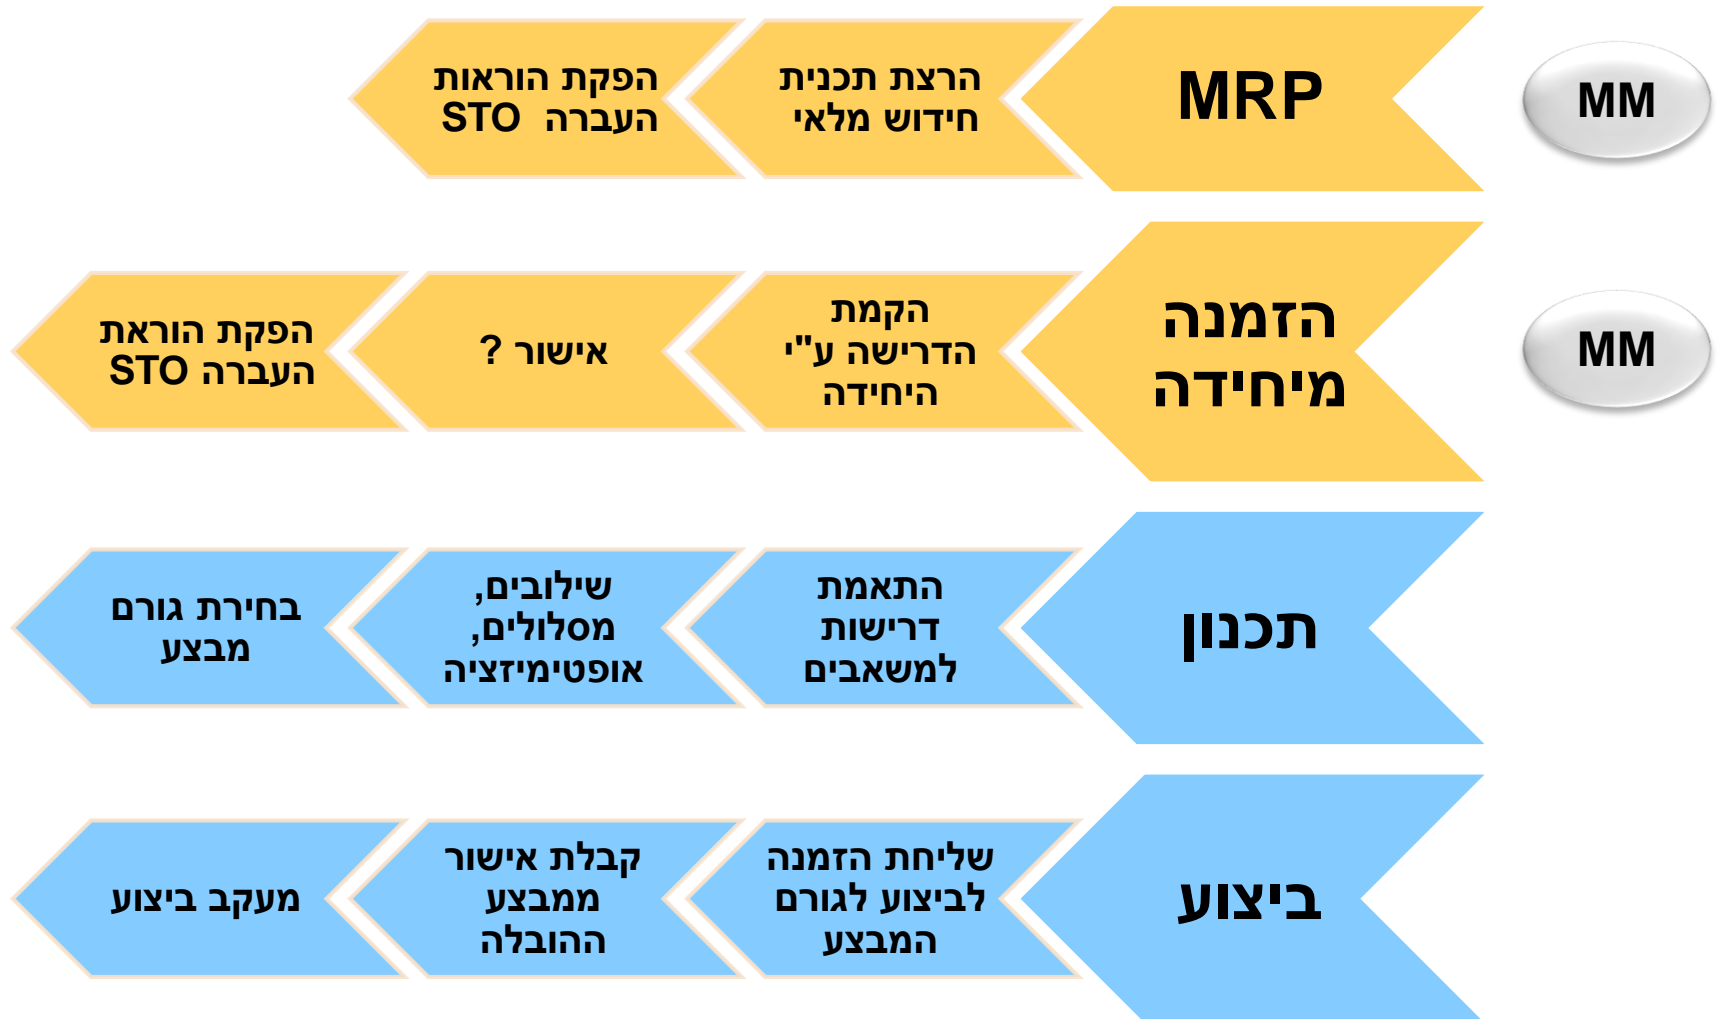 MM
MRP
הרצת תכנית
חידוש מלאי
הפקת הוראות
העברה STO
MM
הזמנה
מיחידה
הקמת
הדרישה ע"י
היחידה
אישור ?
הפקת הוראת
העברה STO
תכנון
התאמת
דרישות
למשאבים
שילובים,
מסלולים,
אופטימיזציה
בחירת גורם
מבצע
ביצוע
שליחת הזמנה
לביצוע לגורם
המבצע
קבלת אישור
ממבצע
ההובלה
מעקב ביצוע